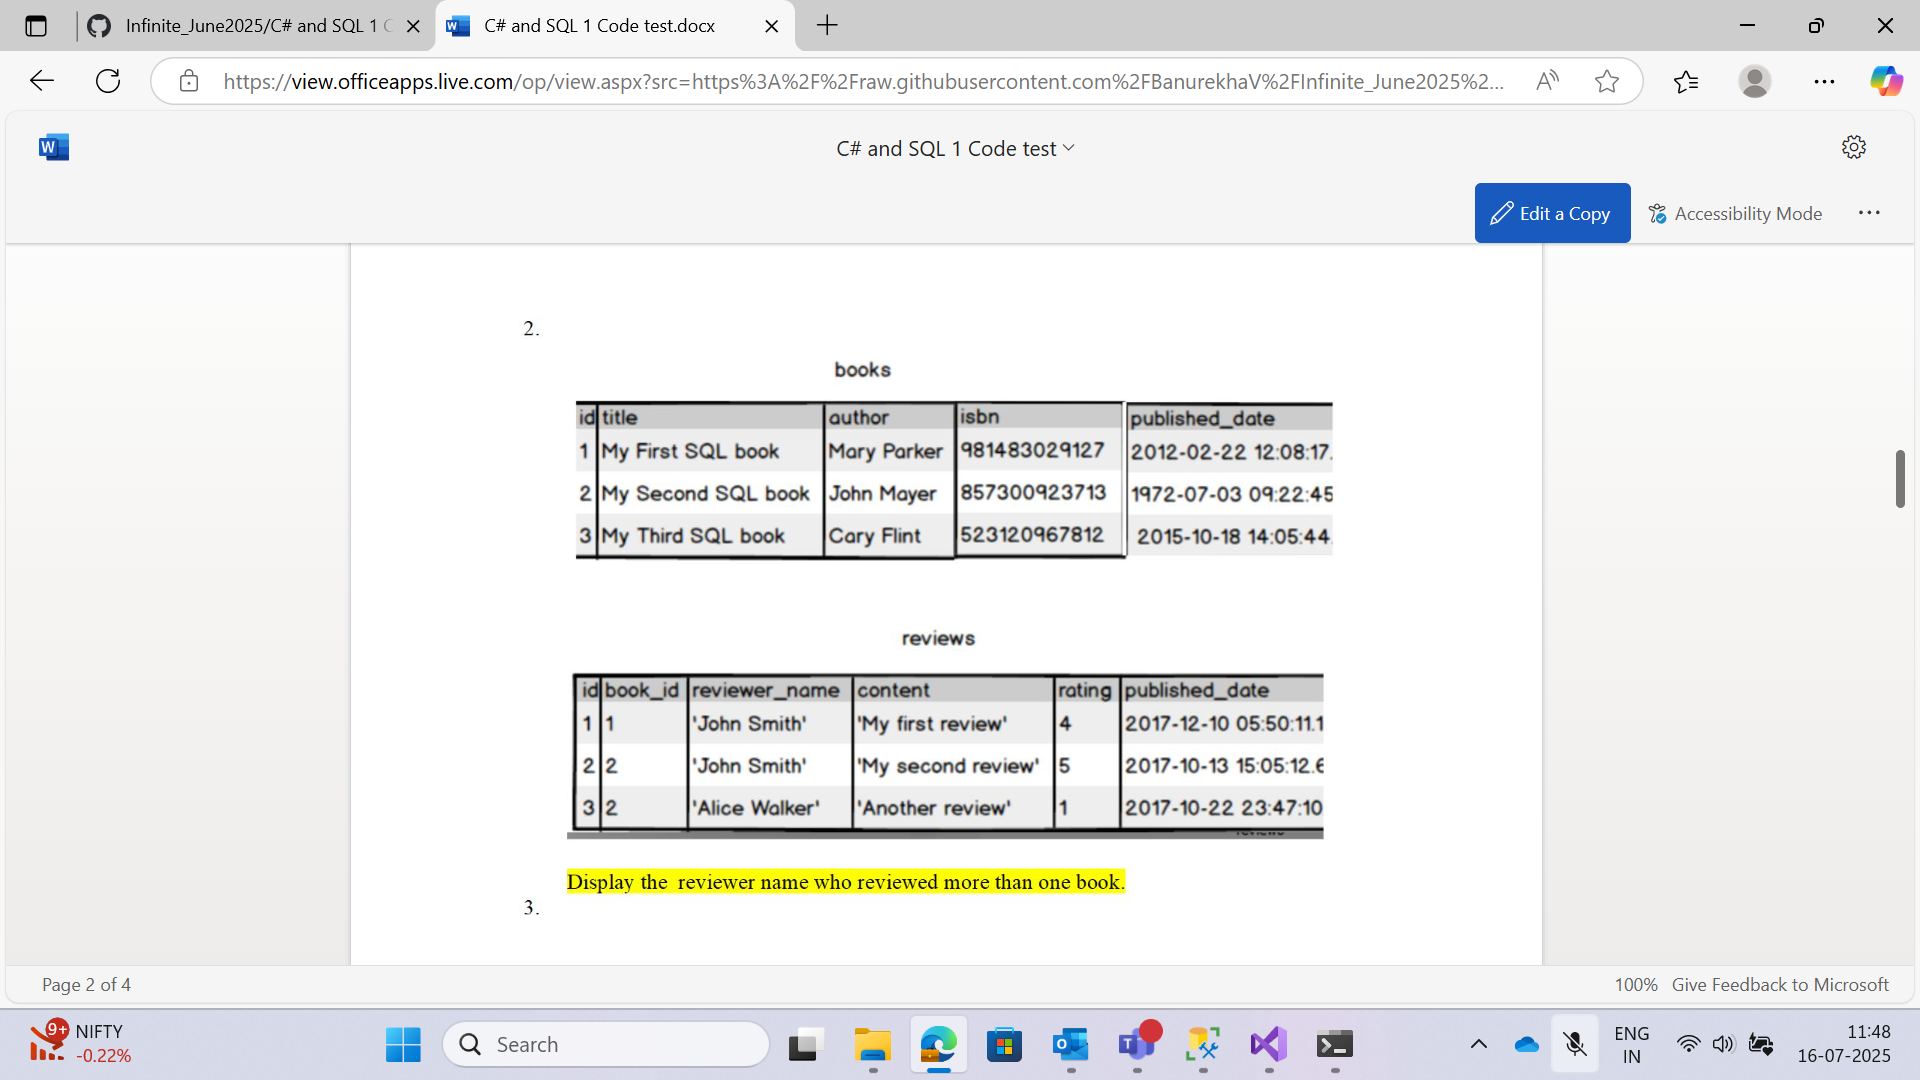 Infinite_June2025/C# and SQL 1 C
C# and SQL 1 Code test.docx
https://view.officeapps.live.com/op/view.aspx?src=https%3A%2F%2Fraw.githubusercontent.com%2FBanurekhaV%2FInfinite_June2025%2...
C# and SQL 1 Code test
Edit a Copy
Accessibility Mode
2.
books
id title author isbn published_date
1 My First SQL book Mary Parker 981483029127 2012-02-22 12:08:17.
2 My Second SQL book John Mayer 857300923713 1972-07-03 09:22:45
3 My Third SQL book Cary Flint 523120967812 2015-10-18 14:05:44.
reviews
id book_id reviewer_name content rating published_date
1 1 'John Smith' 'My first review' 4 2017-12-10 05:50:11.1
2 2 'John Smith' 'My second review' 5 2017-10-13 15:05:12.6
3 2 'Alice Walker' 'Another review' 1 2017-10-22 23:47:10
Display the  reviewer name who reviewed more than one book.
3.
Page 2 of 4
100% Give Feedback to Microsoft
9+ NIFTY
-0.22%
Search
ENG
IN
11:48
16-07-2025